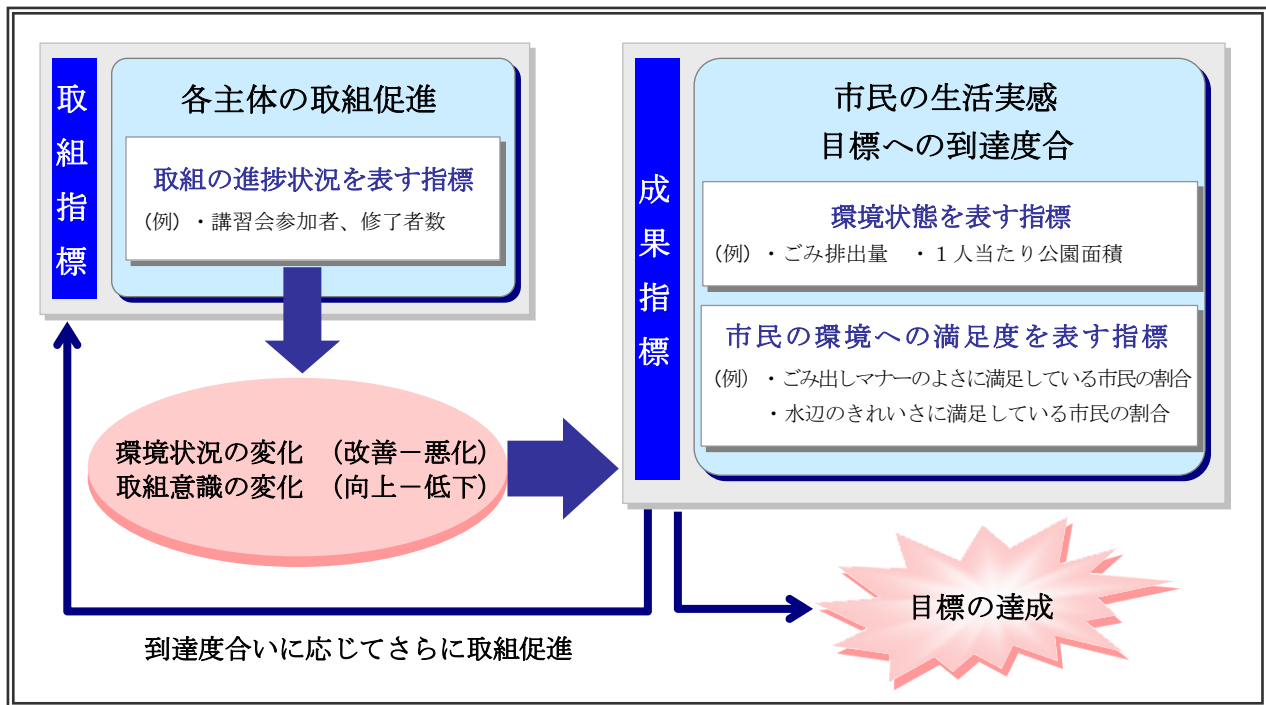 取組指標
各主体の取組促進
取組の進捗状況を表す指標
(例)・講習会参加者、修了者数
環境状況の変化　(改善－悪化)
取組意識の変化　(向上－低下)
成果指標
市民の生活実感
目標への到達度合
環境状態を表す指標
(例)・ごみ排出量　・１人当たり公園面積
市民の環境への満足度を表す指標
(例)・ごみ出しマナーのよさに満足している市民の割合
・水辺のきれいさに満足している市民の割合
目標の達成
到達度合いに応じてさらに取組促進